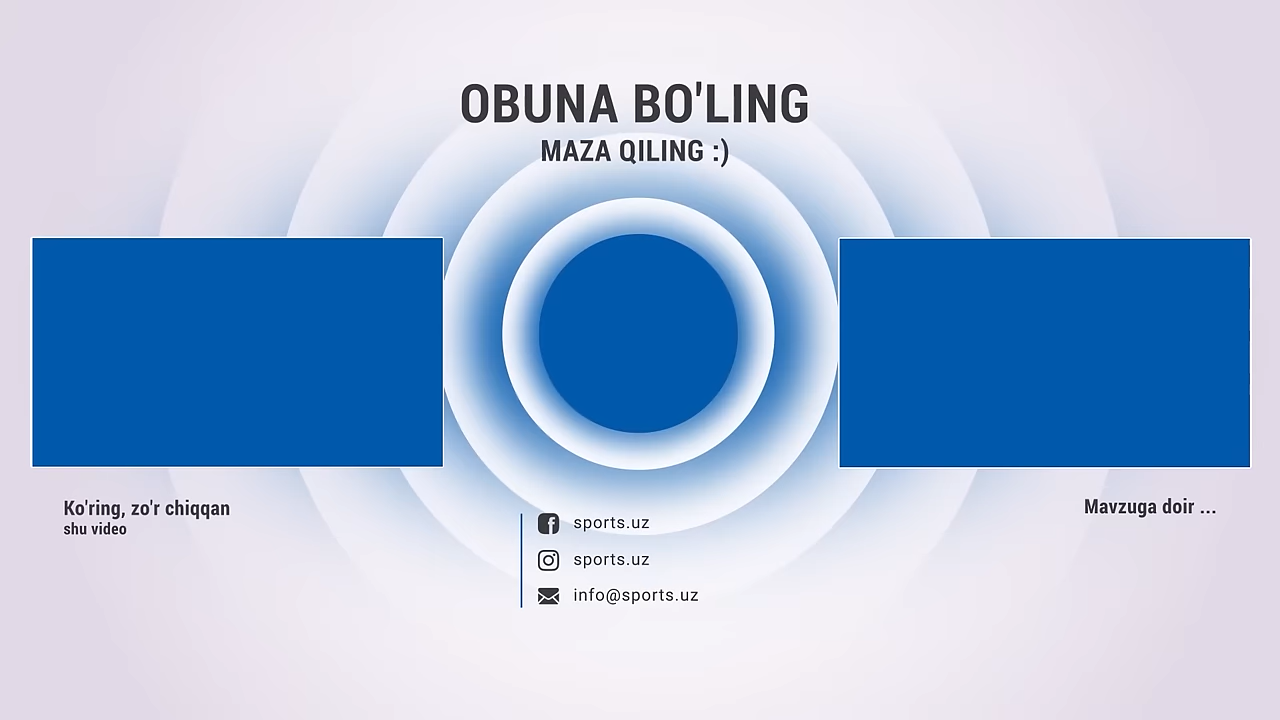 OBUNA BO'LING
MAZA QILING :)
Ko'ring, zo'r chiqqan
shu video
Mavzuga doir ...
sports.uz
sports.uz
info@sports.uz